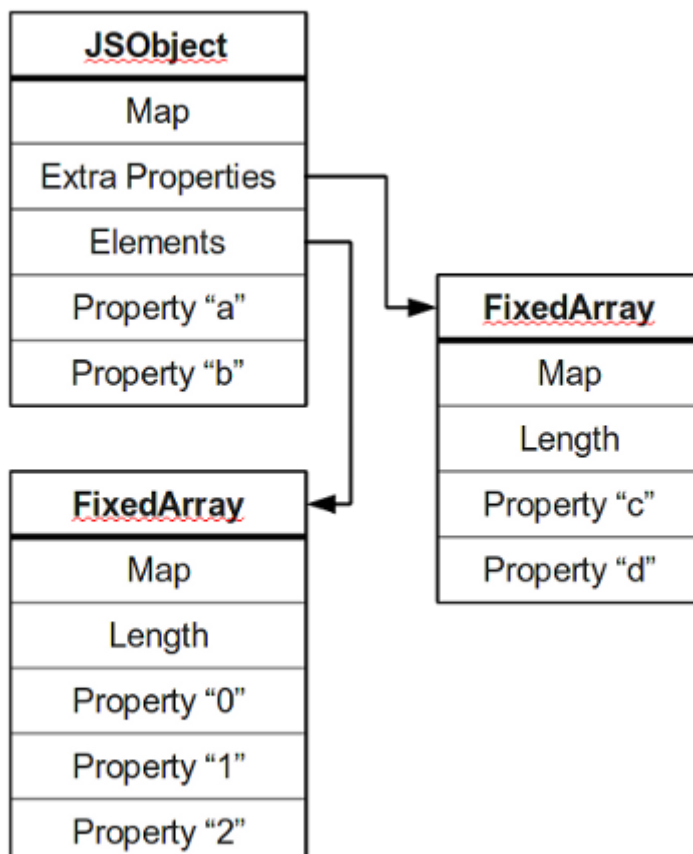 JSObject
Map
Extra Properties
Elements
Property “a”
Property “b”
FixedArray
Map
Length
Property “c”
Property “d”
FixedArray
Map
Length
Property “0”
Property “1”
Property “2”